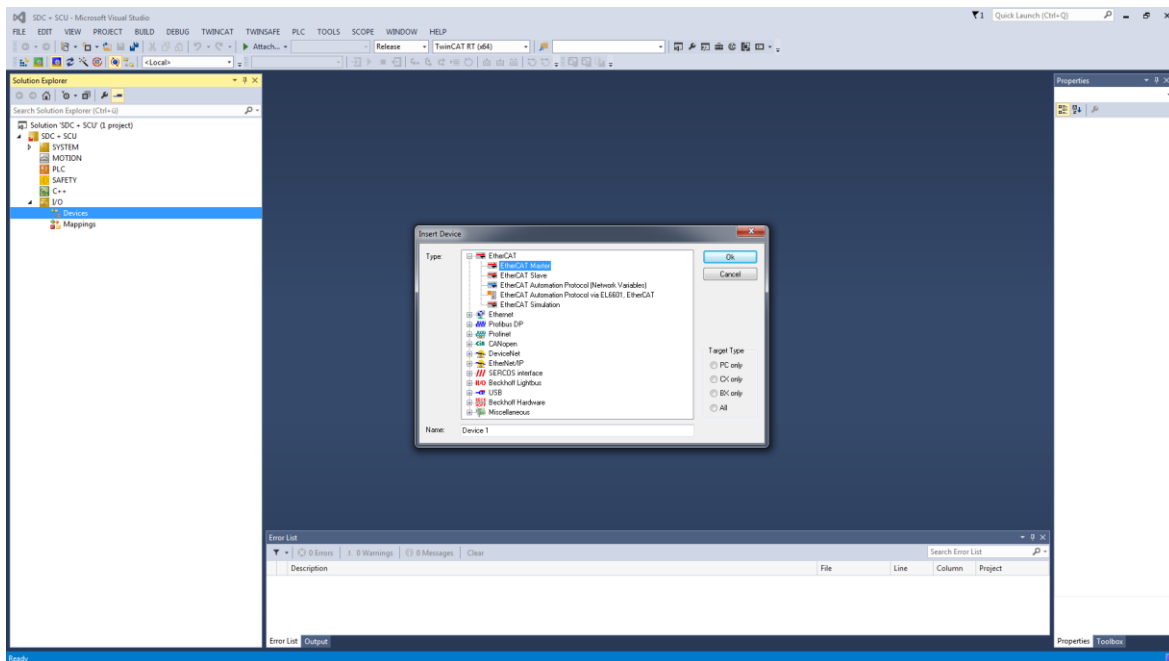 SDC + SCU - Microsoft Visual Studio
1 Quick Launch (Ctrl+Q)
FILE EDIT VIEW PROJECT BUILD DEBUG TWINCAT TWINSAFE PLC TOOLS SCOPE WINDOW HELP
Attach... Release TwinCAT RT (x64)
<Local>
Solution Explorer
Search Solution Explorer (Ctrl+ü)
Solution 'SDC + SCU' (1 project)
SDC + SCU
SYSTEM
MOTION
PLC
SAFETY
C++
I/O
Devices
Mappings
Insert Device
Type:
EtherCAT
EtherCAT Master
EtherCAT Slave
EtherCAT Automation Protocol (Network Variables)
EtherCAT Automation Protocol via EL6601, EtherCAT
EtherCAT Simulation
Ethernet
Profibus DP
Profinet
CANopen
DeviceNet
EtherNet/IP
SERCOS interface
Beckhoff Lightbus
USB
Beckhoff Hardware
Miscellaneous
Ok
Cancel
Target Type
PC only
CX only
BX only
All
Name: Device 1
Properties
Error List
0 Errors 0 Warnings 0 Messages Clear
Search Error List
Description File Line Column Project
Error List Output
Properties Toolbox
Ready